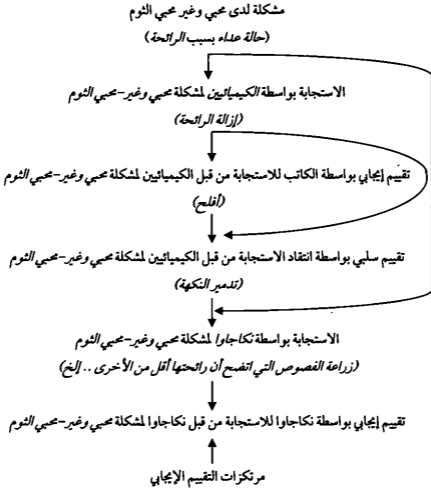 مشكلة لدى محبي وغير محبي الثوم
(حالة عداء بسبب الرائحة)
الاستجابة بواسطة الكيميائيين لمشكلة محبي وغير-محبي الثوم
(إزالة الرائحة)
تقييم إيجابي بواسطة الكاتب للاستجابة من قبل الكيميائيين لمشكلة محبي وغير-محبي الثوم
(أفلح)
تقييم سلبي بواسطة انتقاد الاستجابة من قبل الكيميائيين لمشكلة محبي وغير-محبي الثوم
(تدمير النكهة)
الاستجابة بواسطة نكاجاوا لمشكلة محبي وغير-محبي الثوم
(زراعة الفصوص التي اتضح أن رائحتها أقل من الأخرى .. إلخ)
تقييم إيجابي بواسطة نكاجاوا للاستجابة من قبل نكاجاوا لمشكلة محبي وغير-محبي الثوم
مرتكزات التقييم الإيجابي